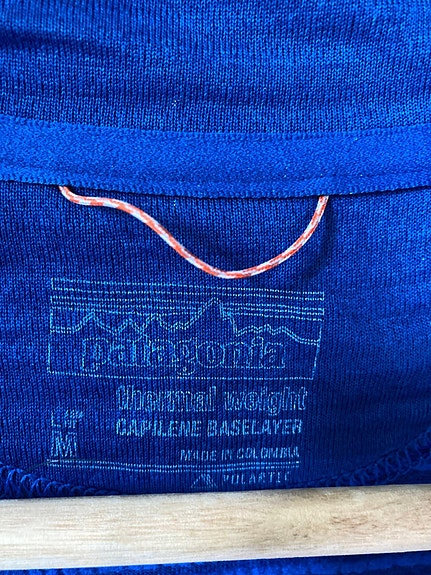 patagonia
thermal weight
CAPILENE BASELAYER
M
MADE IN COLOMBIA
POLARTEC